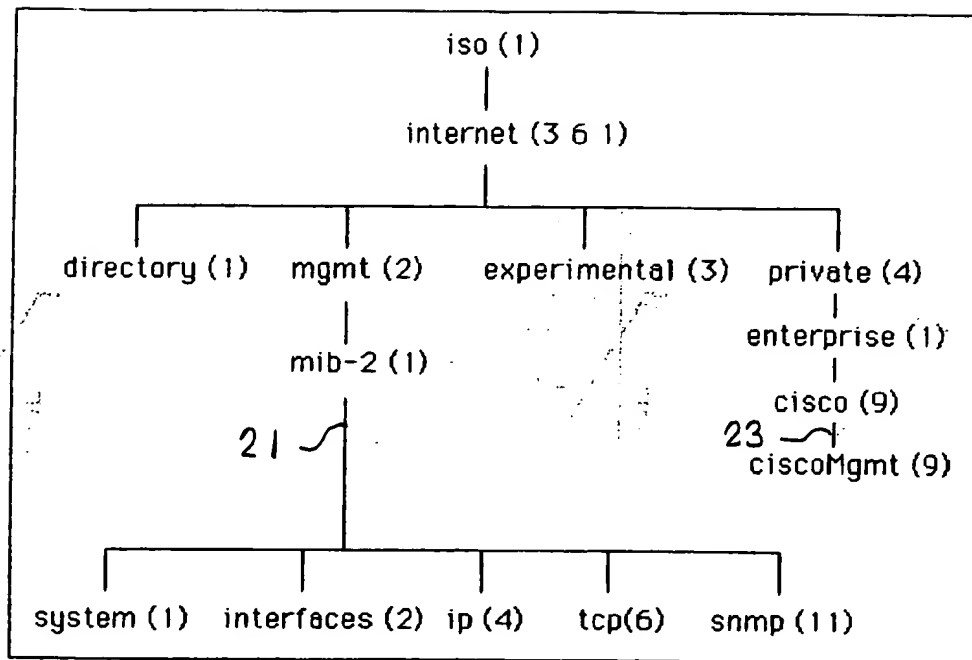 iso (1)
internet (3 6 1)
directory (1) mgmt (2) experimental (3) private (4)
enterprise (1)
mib-2 (1)
cisco (9)
21 23
ciscoMgmt (9)
system (1) interfaces (2) ip (4) tcp(6) snmp (11)